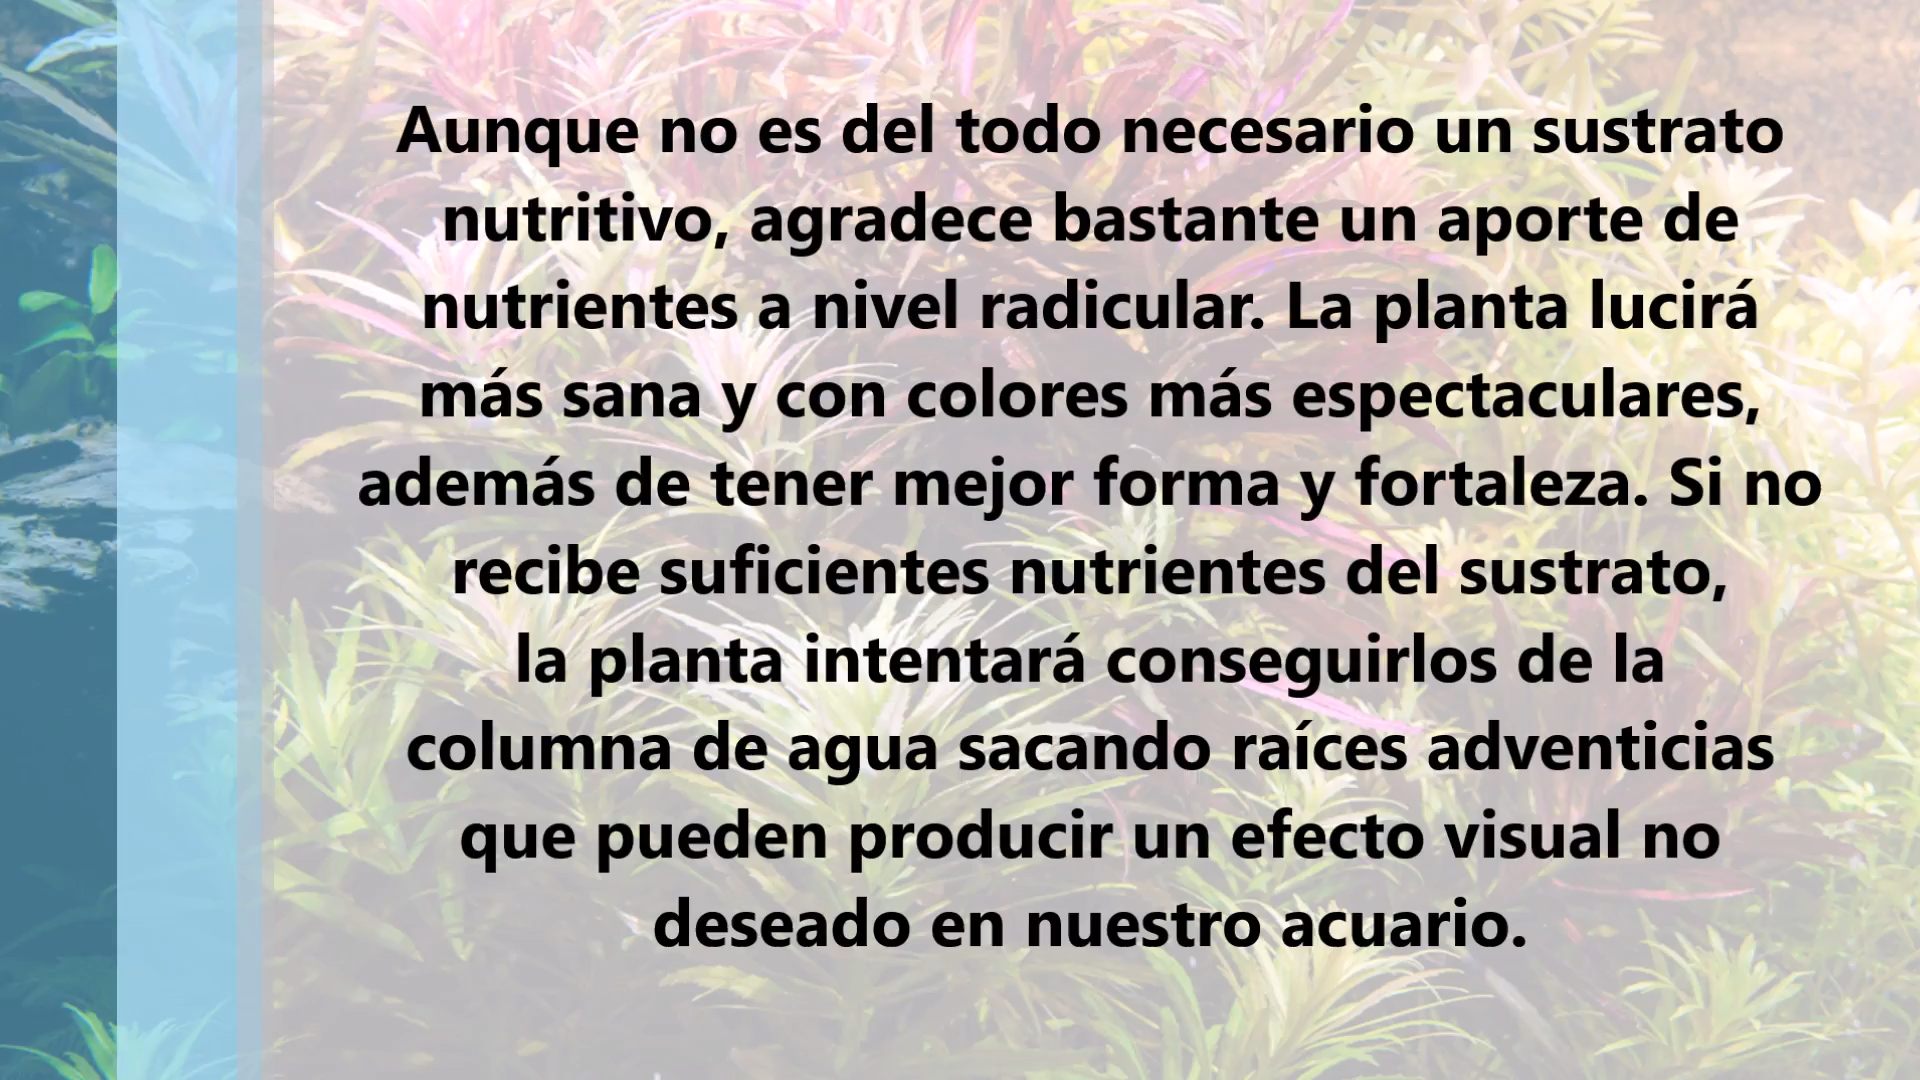 Aunque no es del todo necesario un sustrato
nutritivo, agradece bastante un aporte de
nutrientes a nivel radicular. La planta lucirá
más sana y con colores más espectaculares,
además de tener mejor forma y fortaleza. Si no
recibe suficientes nutrientes del sustrato,
la planta intentará conseguirlos de la
columna de agua sacando raíces adventicias
que pueden producir un efecto visual no
deseado en nuestro acuario.